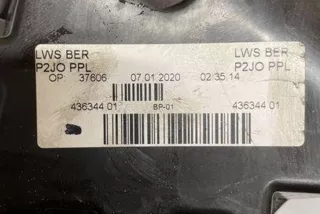 LWS BER LWS BER
P2JO PPL P2JO PPL
OP 37606 07 01 2020 02:35:14
436344 01 BP-01 436344 01